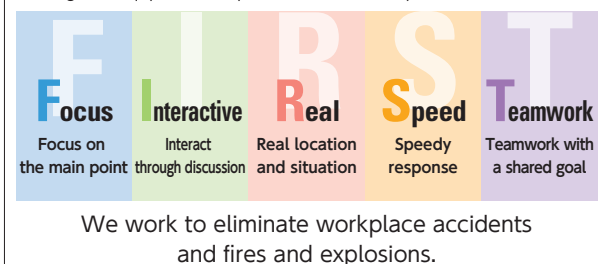 F I R S T
Focus Interactive Real Speed Teamwork
Focus on Interact Real location Speedy Teamwork with
the main point through discussion and situation response a shared goal
We work to eliminate workplace accidents
and fires and explosions.